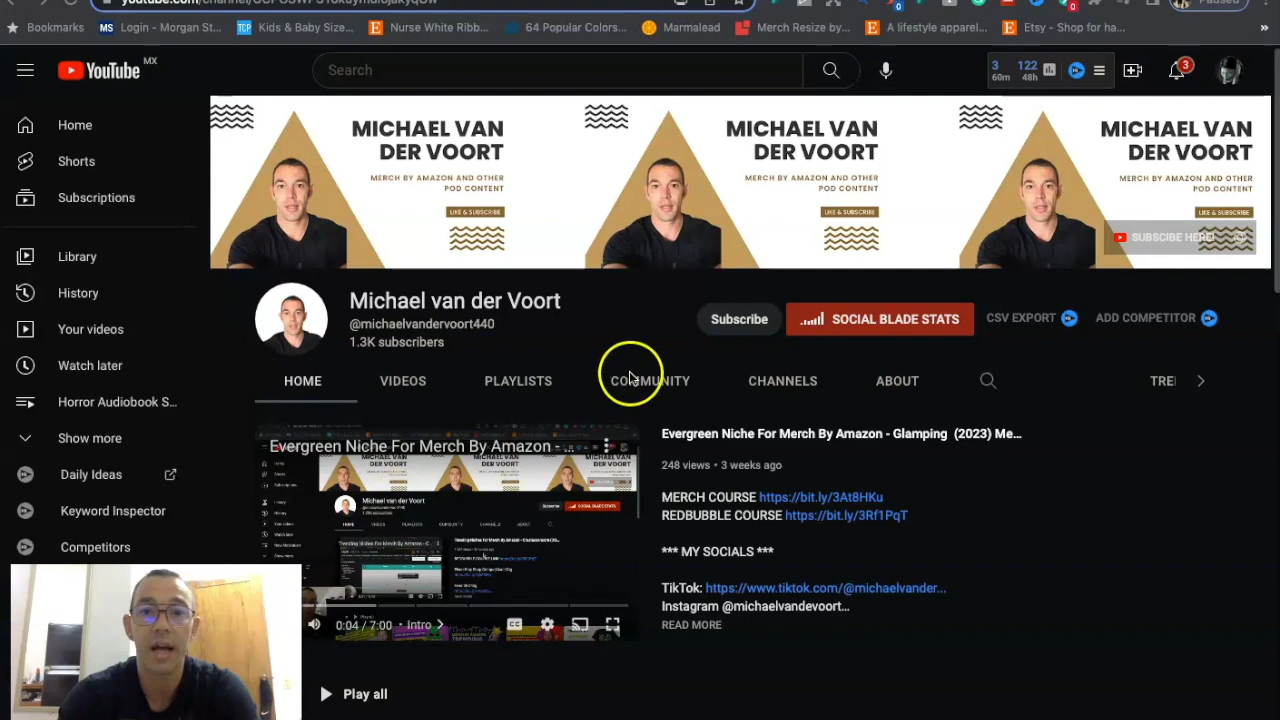 Bookmarks
Login - Morgan St...
Kids & Baby Size...
Nurse White Ribb...
64 Popular Colors...
Marmalead
Merch Resize by...
A lifestyle apparel...
Etsy - Shop for ha...
YouTube MX
Search
3 60m
122 48h
3
Home
Shorts
Subscriptions
Library
History
Your videos
Watch later
Horror Audiobook S...
Show more
Daily Ideas
Keyword Inspector
Competitors
MICHAEL VAN
DER VOORT
MERCH BY AMAZON AND OTHER
POD CONTENT
LIKE & SUBSCRIBE
MICHAEL VAN
DER VOORT
MERCH BY AMAZON AND OTHER
POD CONTENT
LIKE & SUBSCRIBE
MICHAEL VAN
DER VOORT
MERCH BY AMAZON AND OTHER
POD CONTENT
LIKE & SUBSCRIBE
SUBSCIBE HERE!
Michael van der Voort
@michaelvandervoort440
1.3K subscribers
Subscribe
SOCIAL BLADE STATS
CSV EXPORT
ADD COMPETITOR
HOME
VIDEOS
PLAYLISTS
COMMUNITY
CHANNELS
ABOUT
Evergreen Niche For Merch By Amazon - ...
0:04 / 7:00 • Intro
Evergreen Niche For Merch By Amazon - Glamping (2023) Me...
248 views • 3 weeks ago
MERCH COURSE https://bit.ly/3At8HKu
REDBUBBLE COURSE https://bit.ly/3Rf1PqT
*** MY SOCIALS ***
TikTok: https://www.tiktok.com/@michaelvander...
Instagram @michaelvandevoort...
READ MORE
Play all